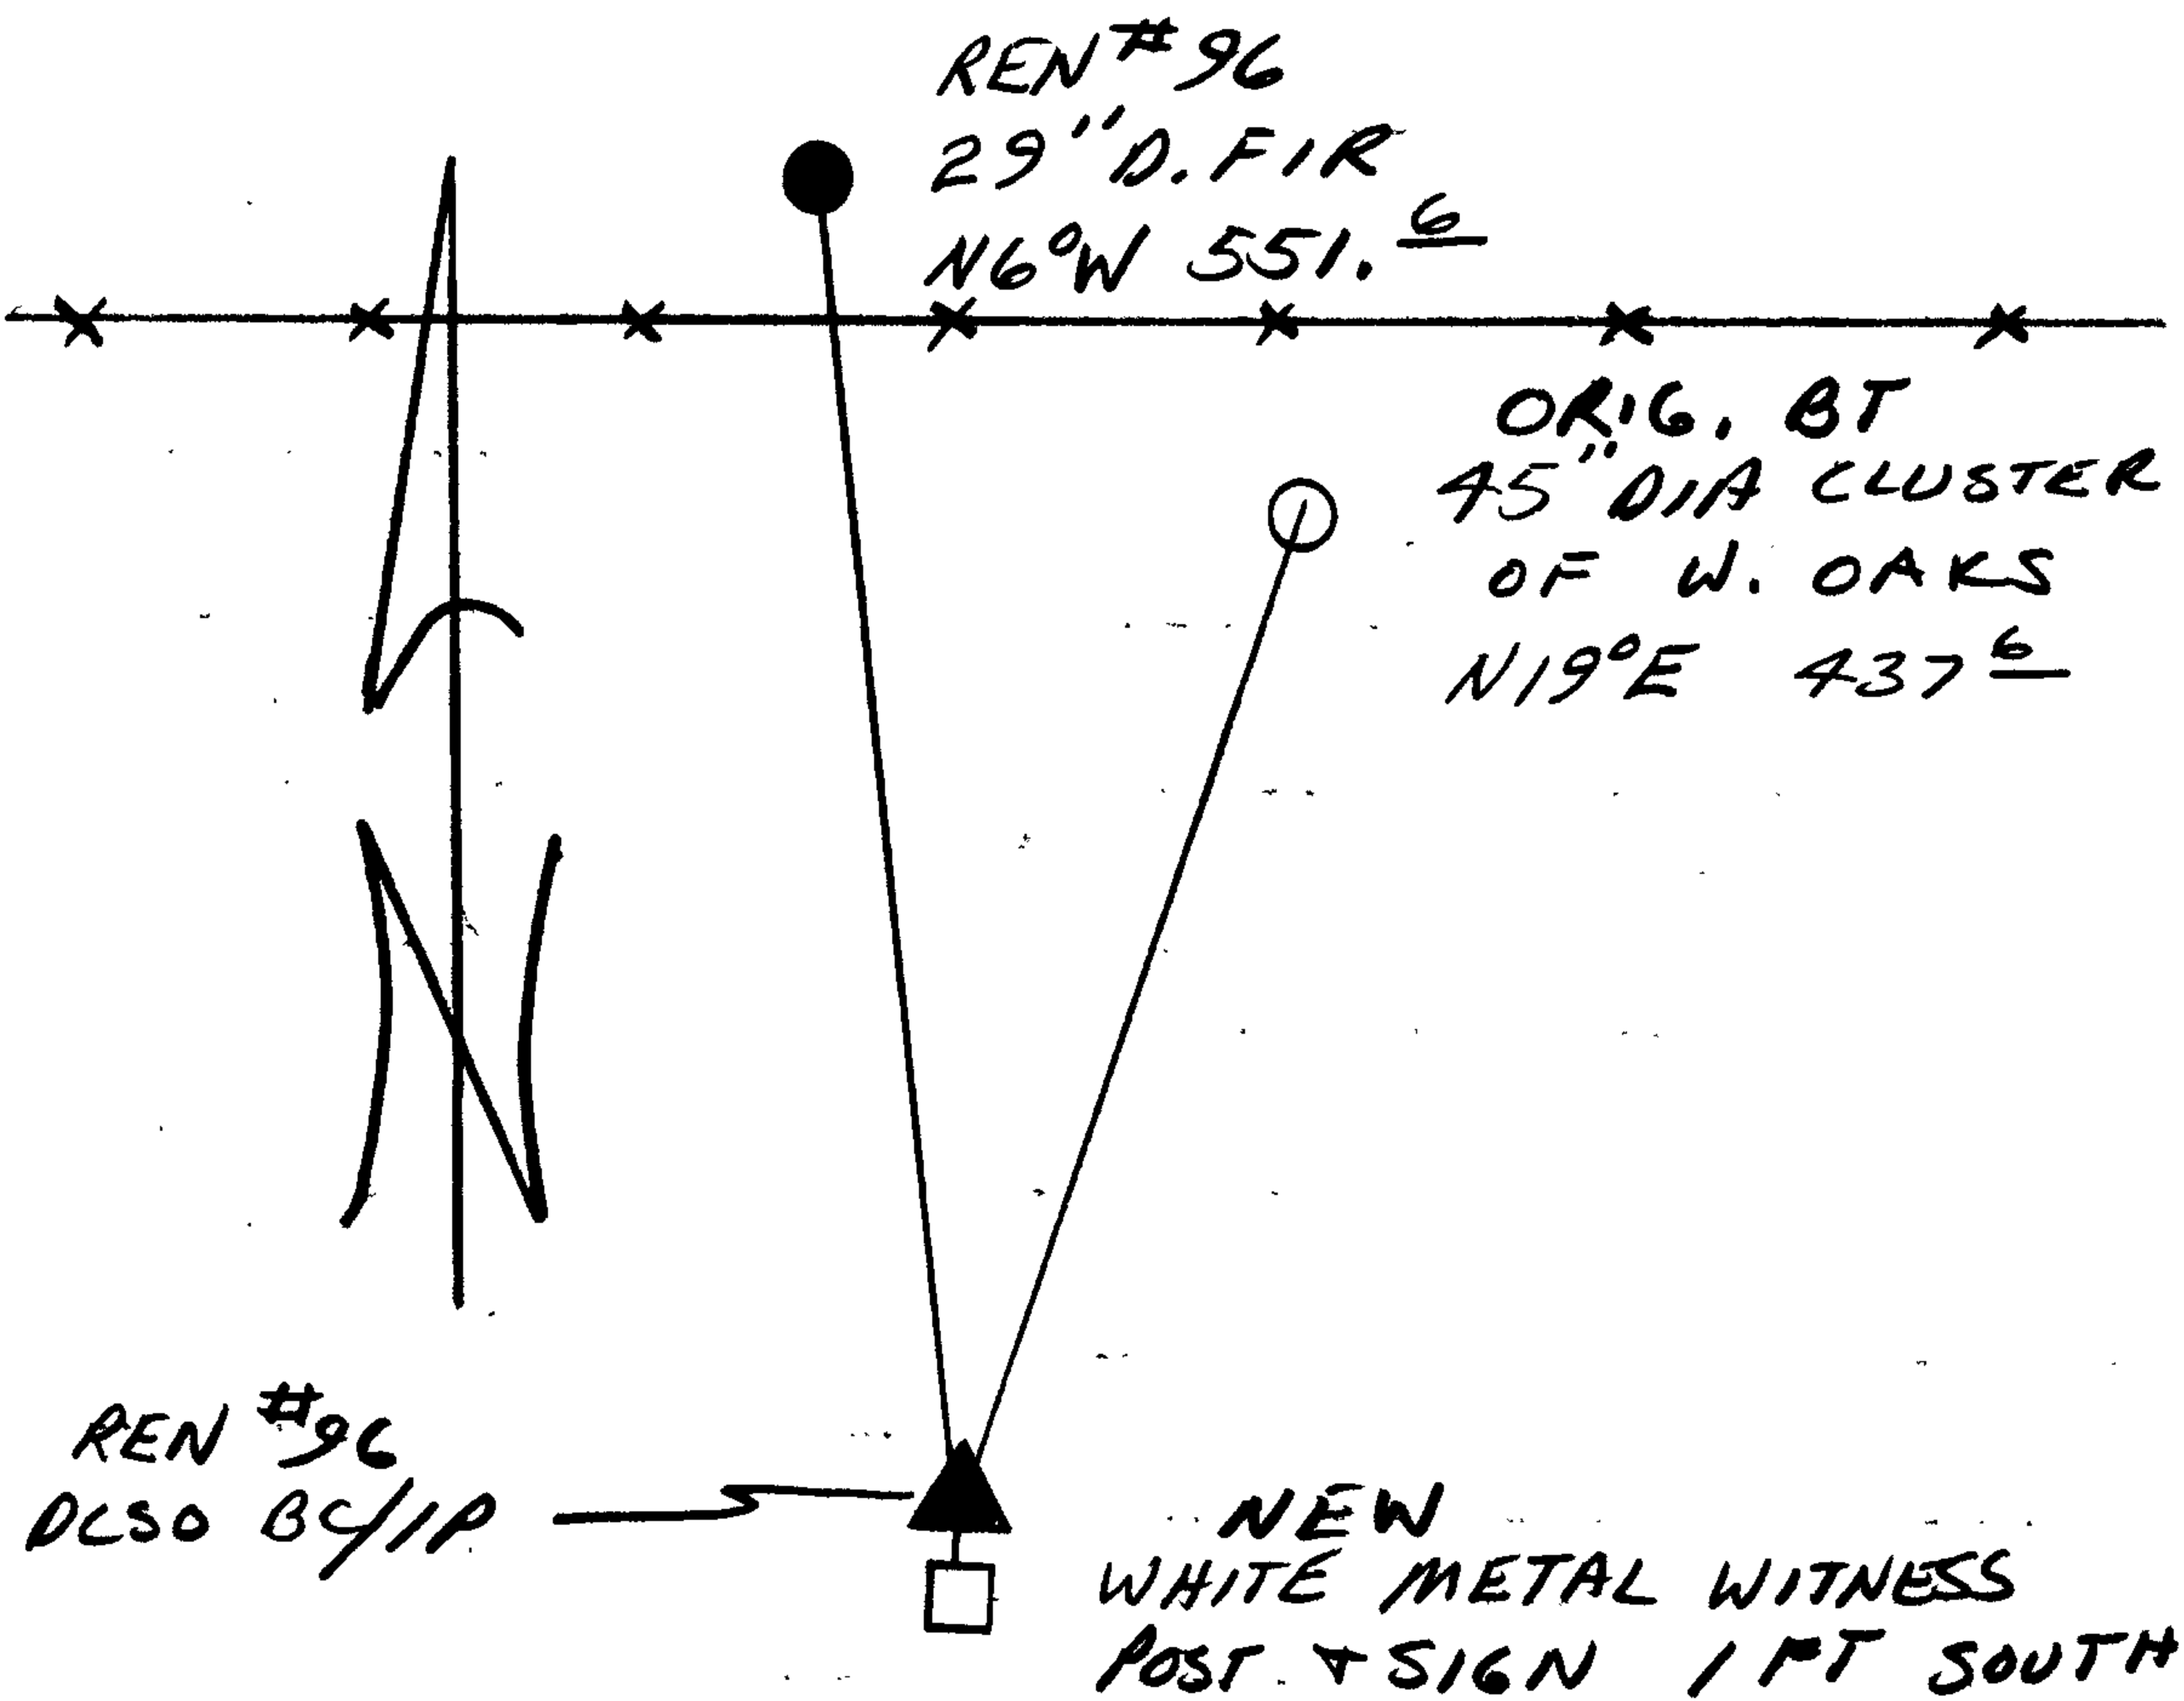 REN #96
29" D. FIR
N6°W 551.6
ORIG. BT
45" DIA CLUSTER
OF W. OAKS
N19°E 437 6
N
REN #96
DCSO BC/IP
NEW
WHITE METAL WITNESS
POST & SIGN 1 FT SOUTH